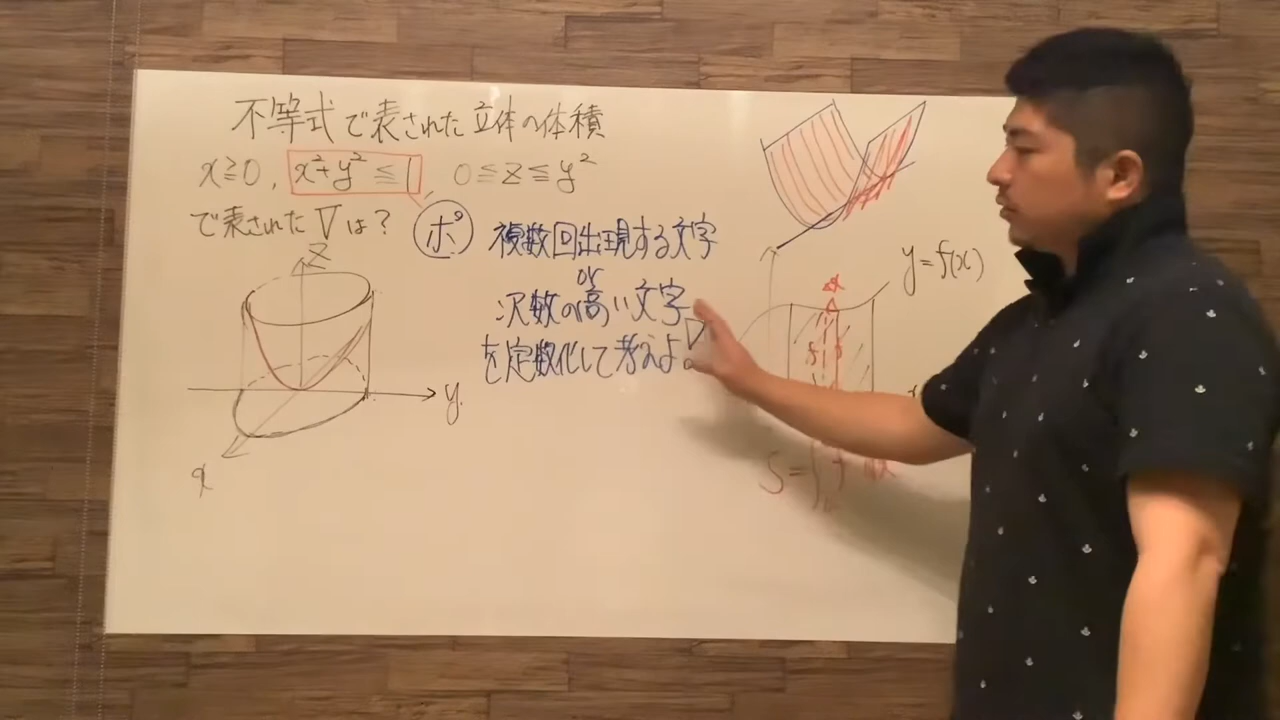 不等式で表された立体の体積
x≧0, x²+y²≦1 0≦z≦y²
で表されたVは?
ポ 複数回出現する文字
or
次数の高い文字
を定数化して考えよ
z
y
x
y=f(x)
Δx
S=∫